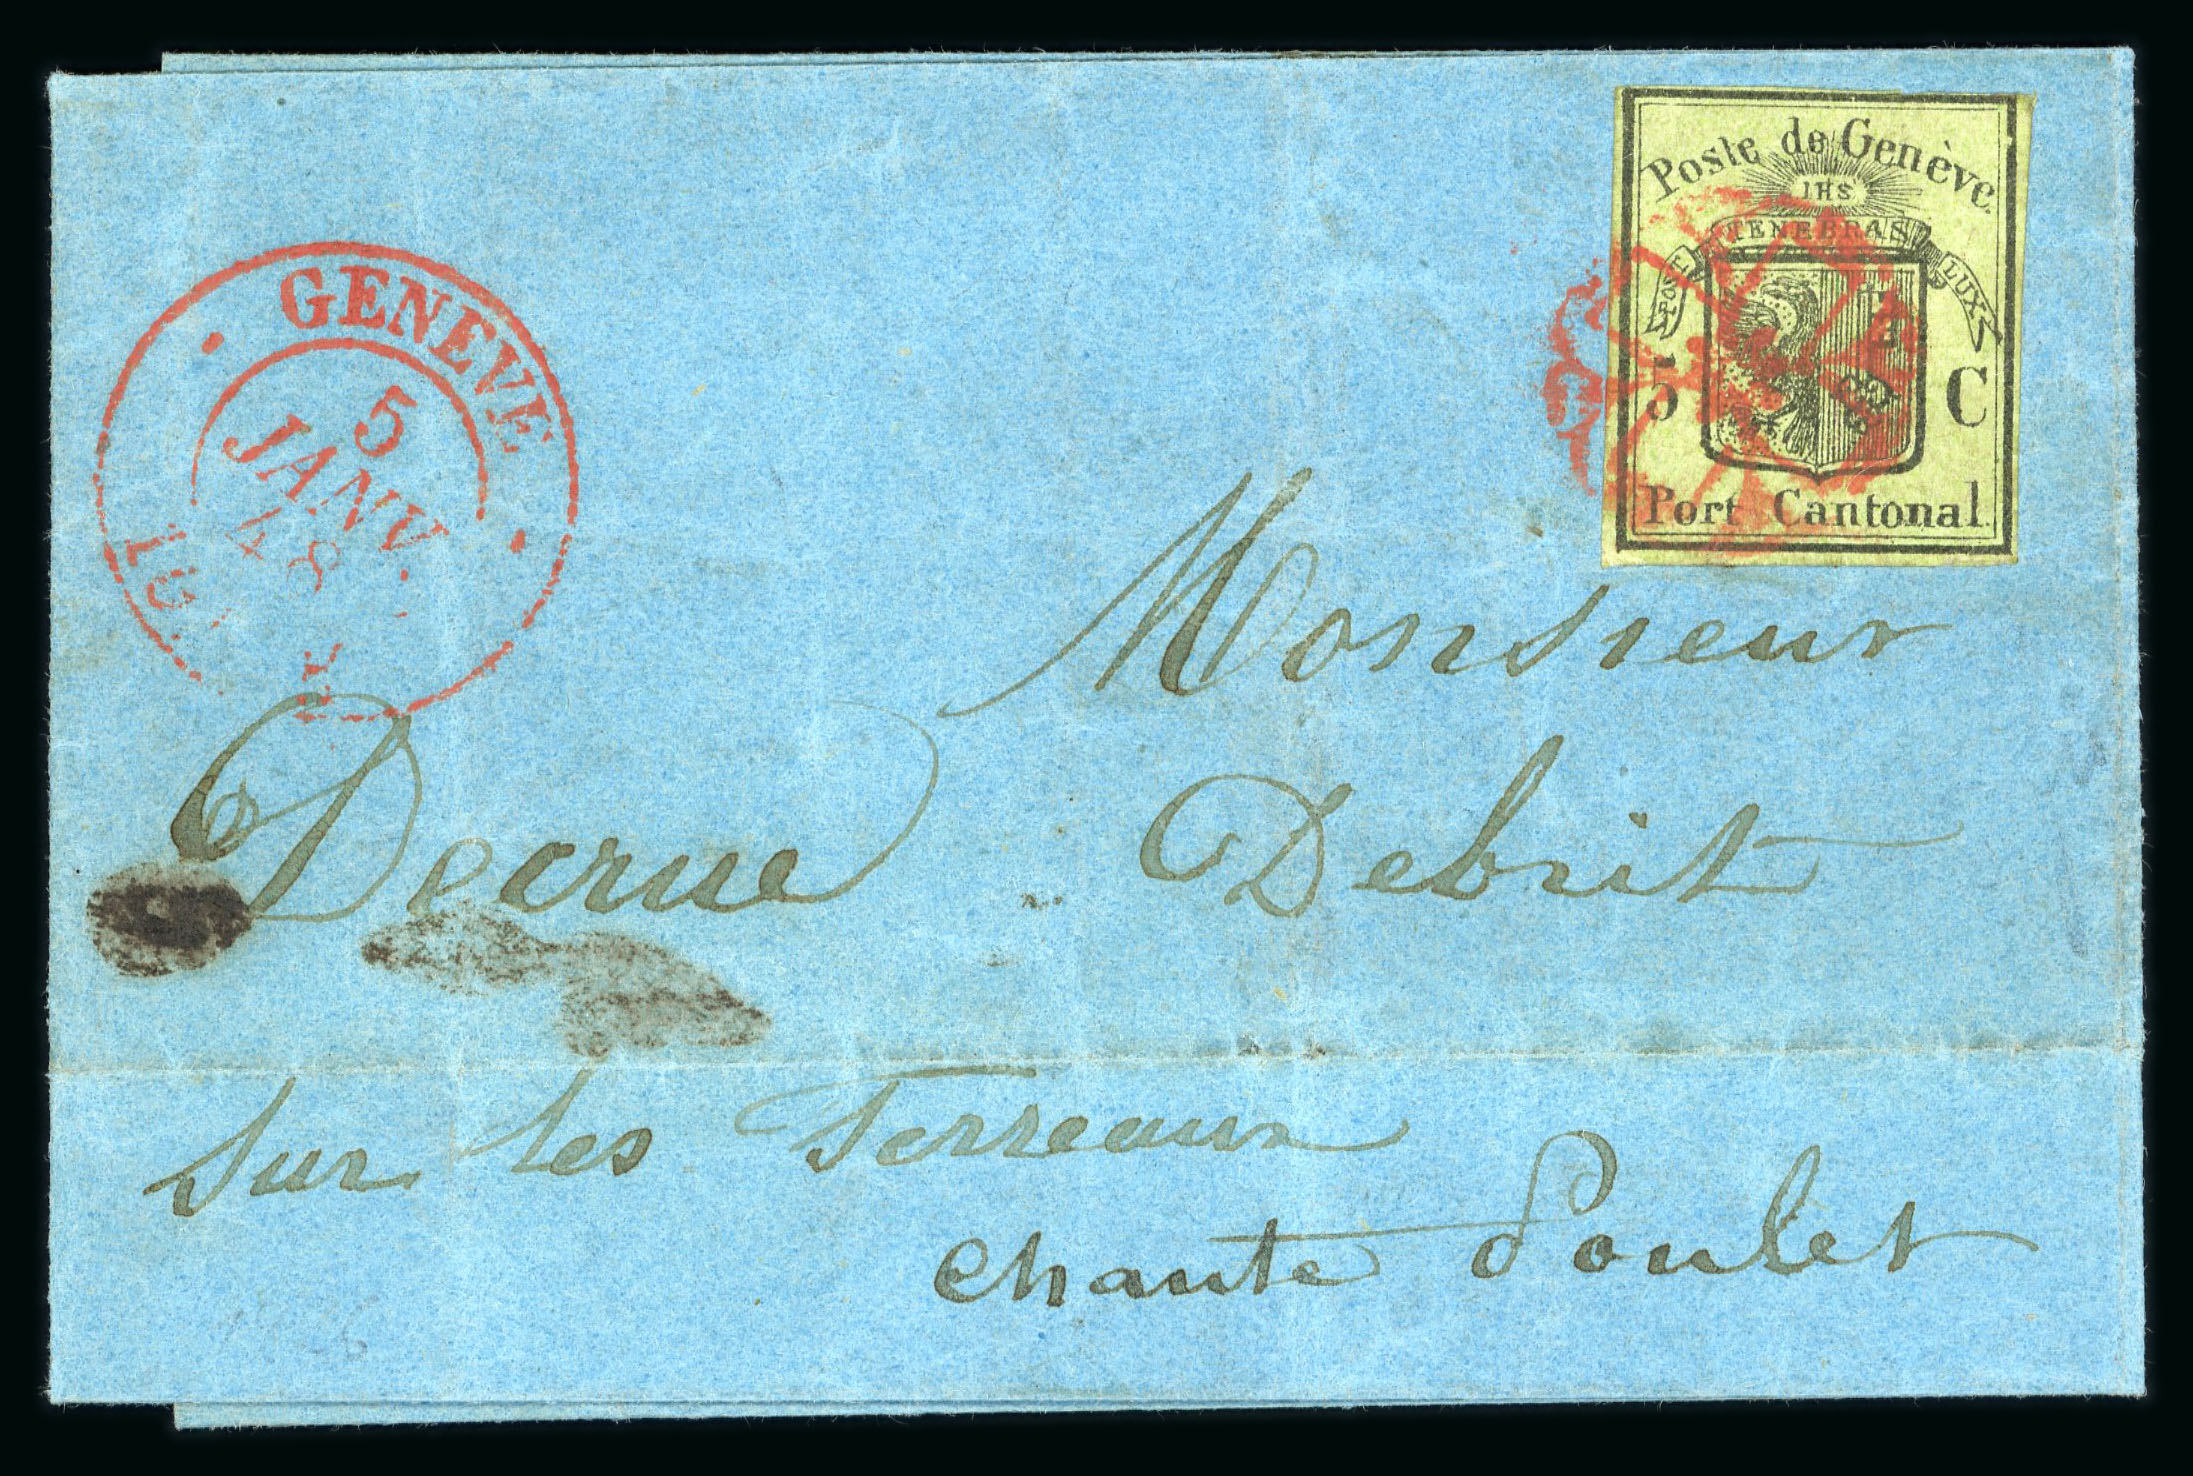 Poste de Genève.
IHS
POST TENEBRAS LUX
5 C
Port Cantonal.
GENEVE
5
JANV
48
Monsieur
Decrue Debrit
sur les Terreaux
chante Poulet